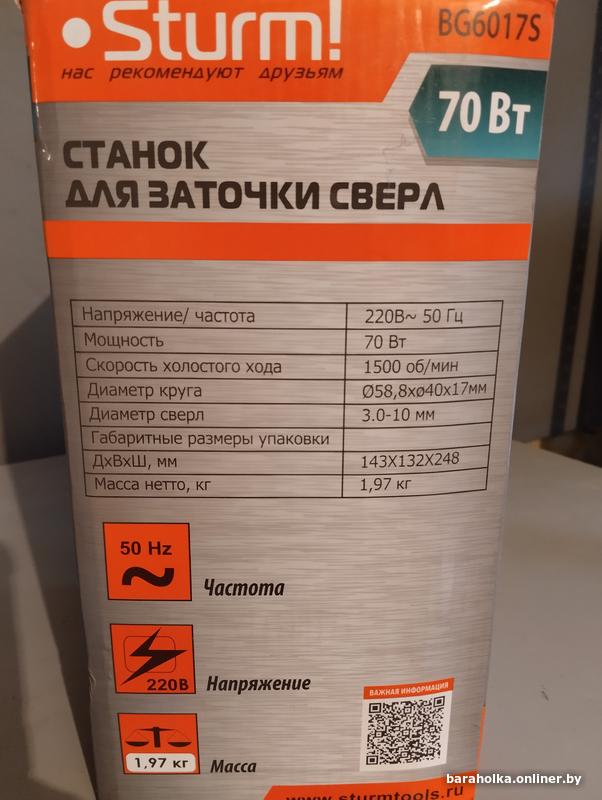 Sturm!
BG6017S
нас рекомендуют друзьям
70 Вт
СТАНОК
ДЛЯ ЗАТОЧКИ СВЕРЛ
Напряжение/ частота 220В~ 50 Гц
Мощность 70 Вт
Скорость холостого хода 1500 об/мин
Диаметр круга Ø58,8xø40x17мм
Диаметр сверл 3.0-10 мм
Габаритные размеры упаковки
ДхВхШ, мм 143X132X248
Масса нетто, кг 1,97 кг
50 Hz
Частота
220В
Напряжение
ВАЖНАЯ ИНФОРМАЦИЯ
1,97 кг
Масса
baraholka.onliner.by
www.sturmtools.ru